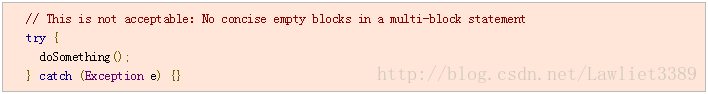 // This is not acceptable: No concise empty blocks in a multi-block statement
try {
  doSomething();
} catch (Exception e) {}
http://blog.csdn.net/Lawliet3389